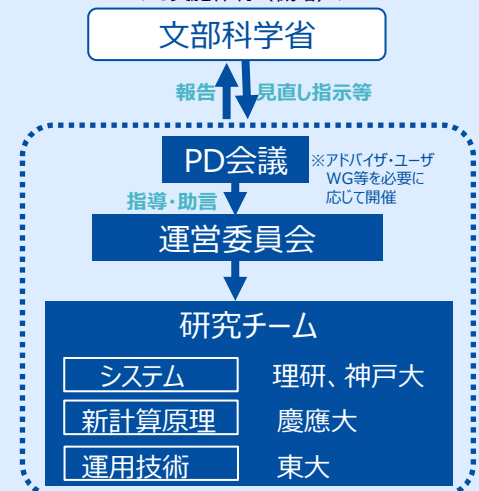 文部科学省
報告
見直し指示等
PD会議
※アドバイザ・ユーザ
WG等を必要に
応じて開催
指導・助言
運営委員会
研究チーム
システム 理研、神戸大
新計算原理 慶應大
運用技術 東大